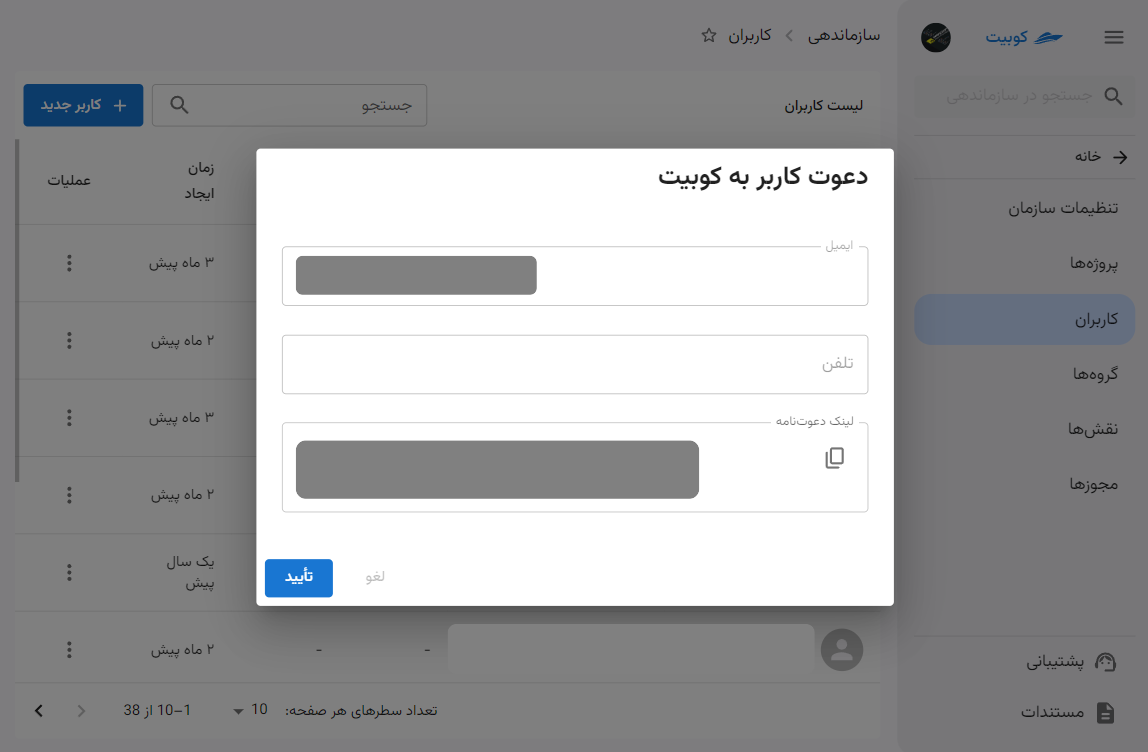 کوبیت
سازماندهی
کاربران
جستجو در سازماندهی
خانه
تنظیمات سازمان
پروژه‌ها
کاربران
گروه‌ها
نقش‌ها
مجوزها
پشتیبانی
مستندات
لیست کاربران
جستجو
کاربر جدید
زمان
ایجاد
عملیات
۳ ماه پیش
۲ ماه پیش
۳ ماه پیش
۲ ماه پیش
یک سال
پیش
- - ۲ ماه پیش
تعداد سطرهای هر صفحه: 10
1–10 از 38
دعوت کاربر به کوبیت
ایمیل
تلفن
لینک دعوت‌نامه
لغو
تأیید